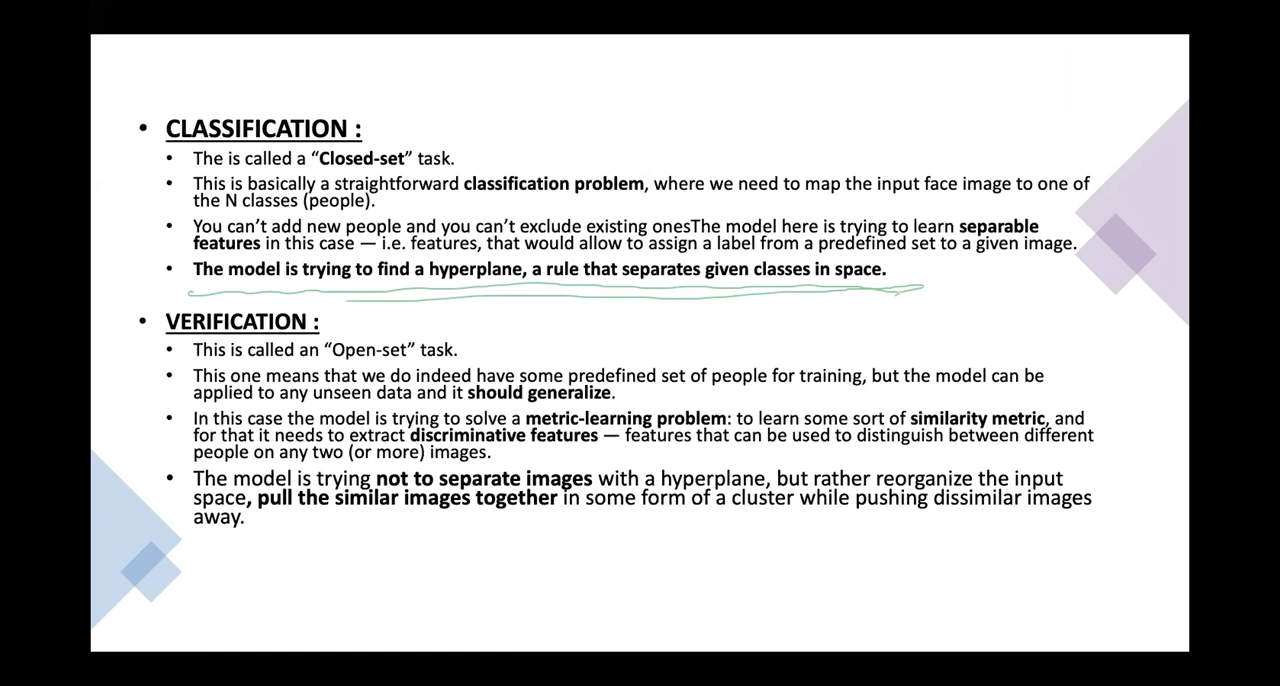 • CLASSIFICATION :
• The is called a “Closed-set” task.
• This is basically a straightforward classification problem, where we need to map the input face image to one of
the N classes (people).
• You can’t add new people and you can’t exclude existing onesThe model here is trying to learn separable
features in this case — i.e. features, that would allow to assign a label from a predefined set to a given image.
• The model is trying to find a hyperplane, a rule that separates given classes in space.
• VERIFICATION :
• This is called an “Open-set” task.
• This one means that we do indeed have some predefined set of people for training, but the model can be
applied to any unseen data and it should generalize.
• In this case the model is trying to solve a metric-learning problem: to learn some sort of similarity metric, and
for that it needs to extract discriminative features — features that can be used to distinguish between different
people on any two (or more) images.
• The model is trying not to separate images with a hyperplane, but rather reorganize the input
space, pull the similar images together in some form of a cluster while pushing dissimilar images
away.